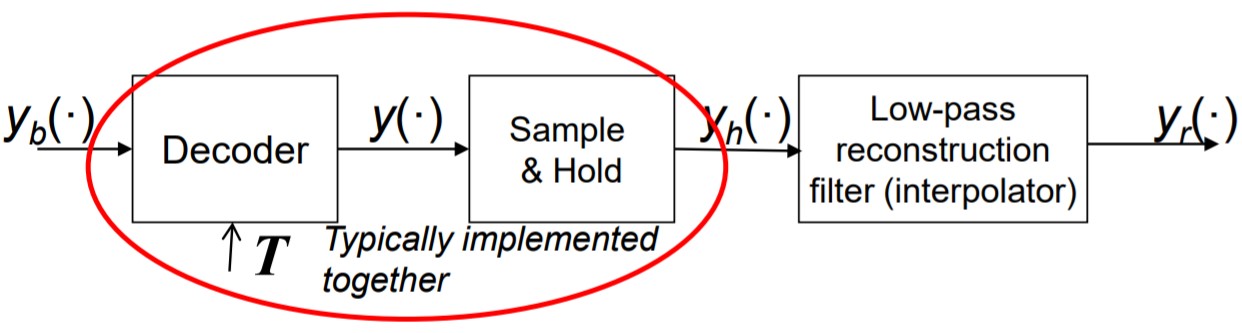 y_b(·)
Decoder
y(·)
Sample
& Hold
y_h(·)
Low-pass
reconstruction
filter (interpolator)
y_r(·)
T
Typically implemented
together